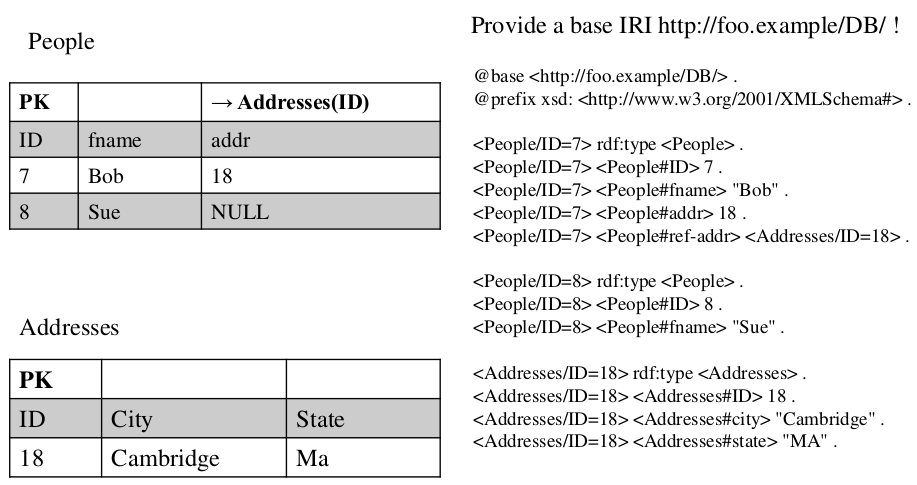 People
PK → Addresses(ID)
ID fname addr
7 Bob 18
8 Sue NULL
Addresses
PK
ID City State
18 Cambridge Ma
Provide a base IRI http://foo.example/DB/ !
@base <http://foo.example/DB/> .
@prefix xsd: <http://www.w3.org/2001/XMLSchema#> .
<People/ID=7> rdf:type <People> .
<People/ID=7> <People#ID> 7 .
<People/ID=7> <People#fname> "Bob" .
<People/ID=7> <People#addr> 18 .
<People/ID=7> <People#ref-addr> <Addresses/ID=18> .
<People/ID=8> rdf:type <People> .
<People/ID=8> <People#ID> 8 .
<People/ID=8> <People#fname> "Sue" .
<Addresses/ID=18> rdf:type <Addresses> .
<Addresses/ID=18> <Addresses#ID> 18 .
<Addresses/ID=18> <Addresses#city> "Cambridge" .
<Addresses/ID=18> <Addresses#state> "MA" .